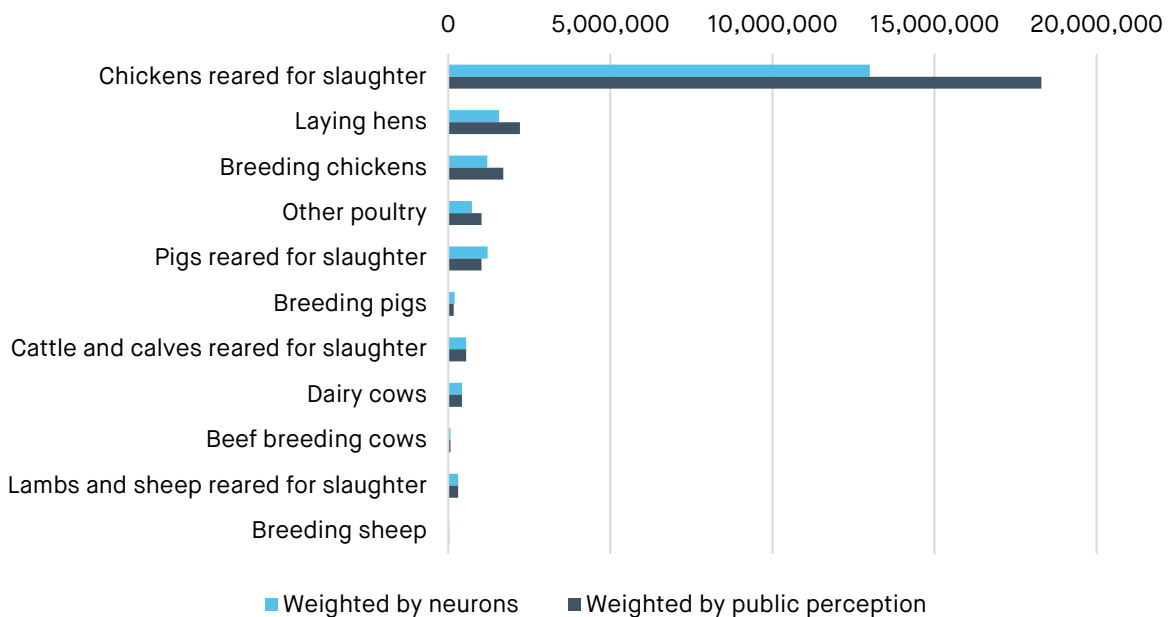 0 5,000,000 10,000,000 15,000,000 20,000,000
Chickens reared for slaughter
Laying hens
Breeding chickens
Other poultry
Pigs reared for slaughter
Breeding pigs
Cattle and calves reared for slaughter
Dairy cows
Beef breeding cows
Lambs and sheep reared for slaughter
Breeding sheep
Weighted by neurons Weighted by public perception